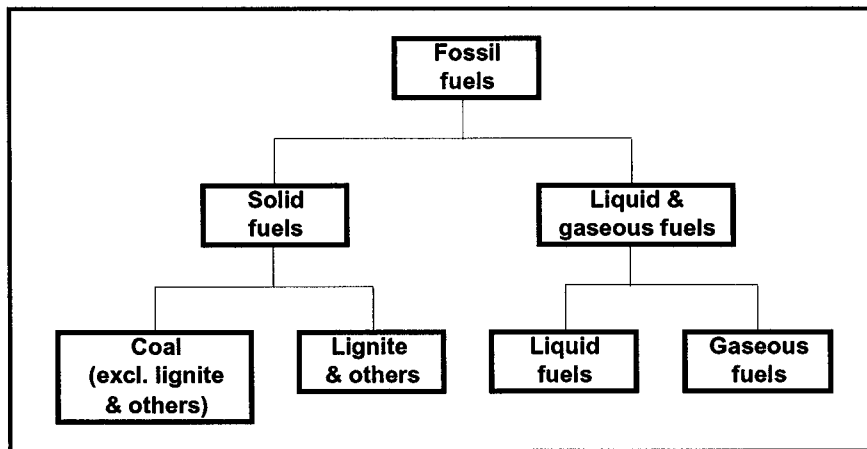 Fossil
fuels
Solid
fuels
Liquid &
gaseous fuels
Coal
(excl. lignite
& others)
Lignite
& others
Liquid
fuels
Gaseous
fuels